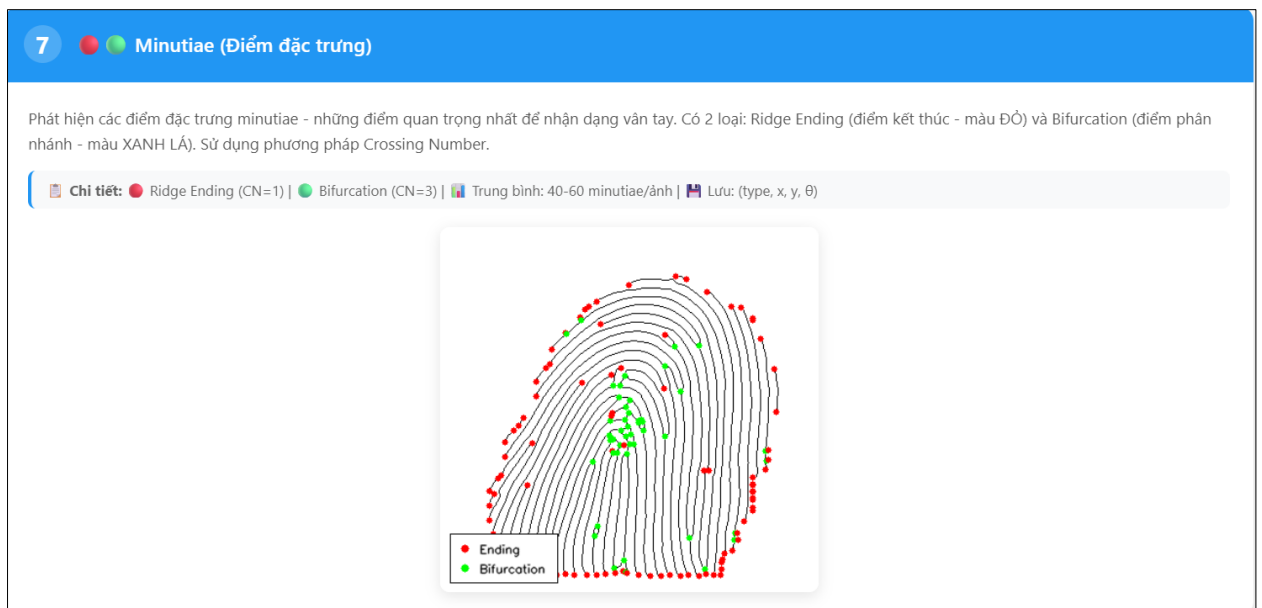 7 Minutiae (Điểm đặc trưng)
Phát hiện các điểm đặc trưng minutiae - những điểm quan trọng nhất để nhận dạng vân tay. Có 2 loại: Ridge Ending (điểm kết thúc - màu ĐỎ) và Bifurcation (điểm phân
nhánh - màu XANH LÁ). Sử dụng phương pháp Crossing Number.
Chi tiết: Ridge Ending (CN=1) | Bifurcation (CN=3) | Trung bình: 40-60 minutiae/ảnh | Lưu: (type, x, y, θ)
Ending
Bifurcation